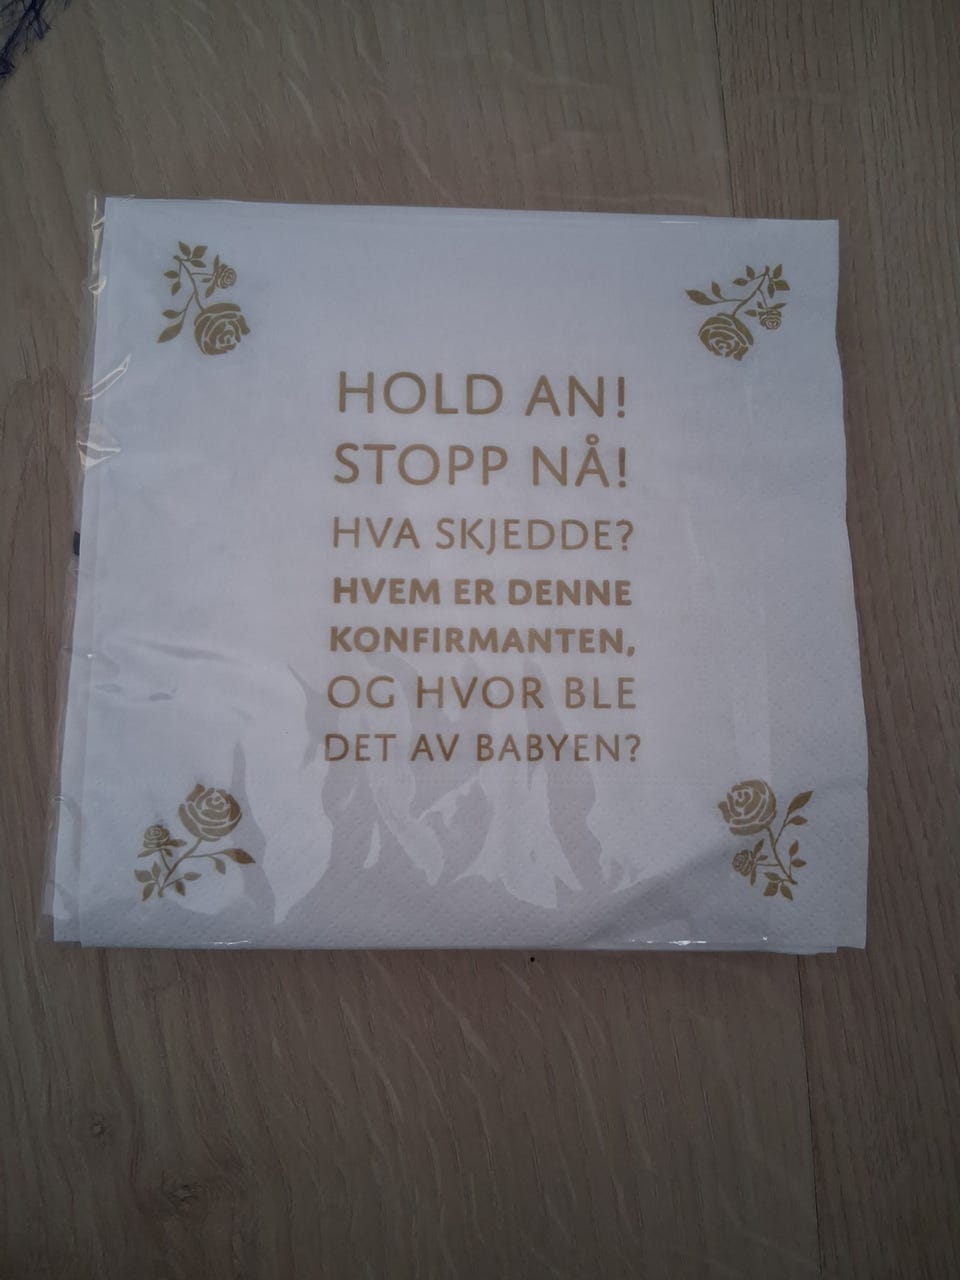 HOLD AN!
STOPP NÅ!
HVA SKJEDDE?
HVEM ER DENNE
KONFIRMANTEN,
OG HVOR BLE
DET AV BABYEN?